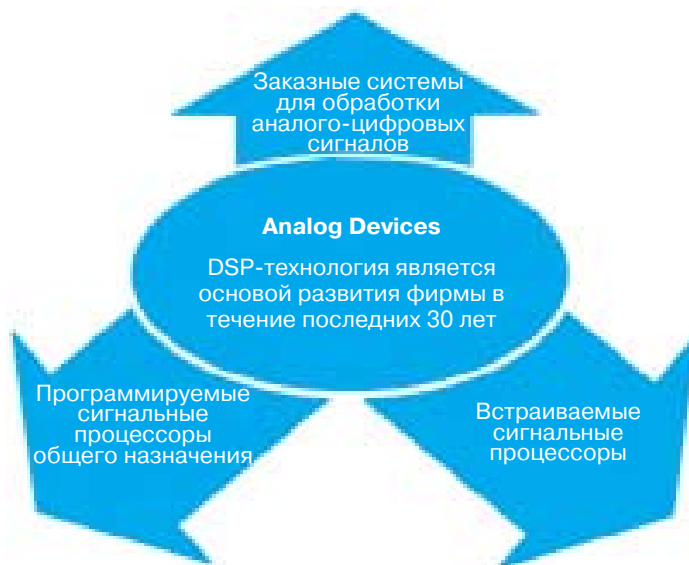 Заказные системы
для обработки
аналого-цифровых
сигналов
Analog Devices
DSP-технология является
основой развития фирмы в
течение последних 30 лет
Программируемые
сигнальные
процессоры
общего назначения
Встраиваемые
сигнальные
процессоры